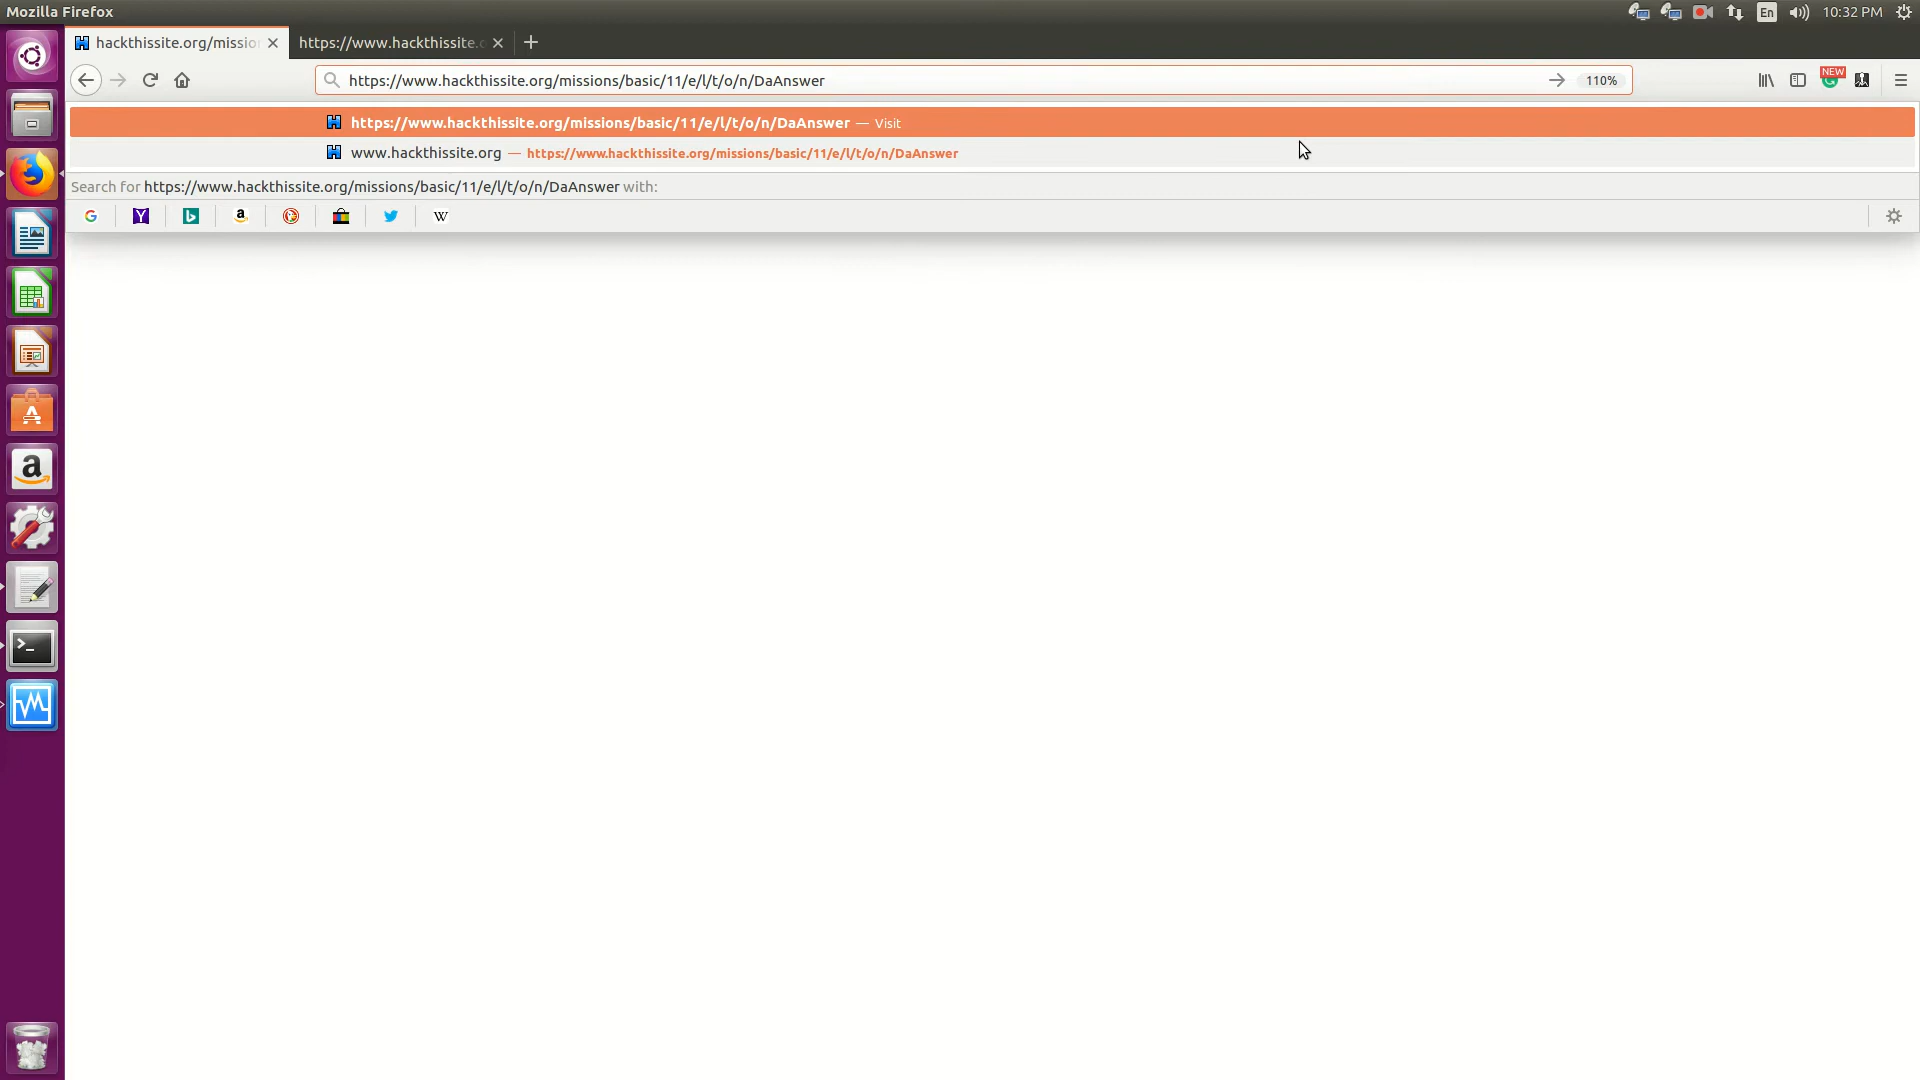 Mozilla Firefox
En
10:32 PM
hackthissite.org/missio
https://www.hackthissite.o
https://www.hackthissite.org/missions/basic/11/e/l/t/o/n/DaAnswer
110%
NEW
https://www.hackthissite.org/missions/basic/11/e/l/t/o/n/DaAnswer — Visit
www.hackthissite.org — https://www.hackthissite.org/missions/basic/11/e/l/t/o/n/DaAnswer
Search for https://www.hackthissite.org/missions/basic/11/e/l/t/o/n/DaAnswer with: